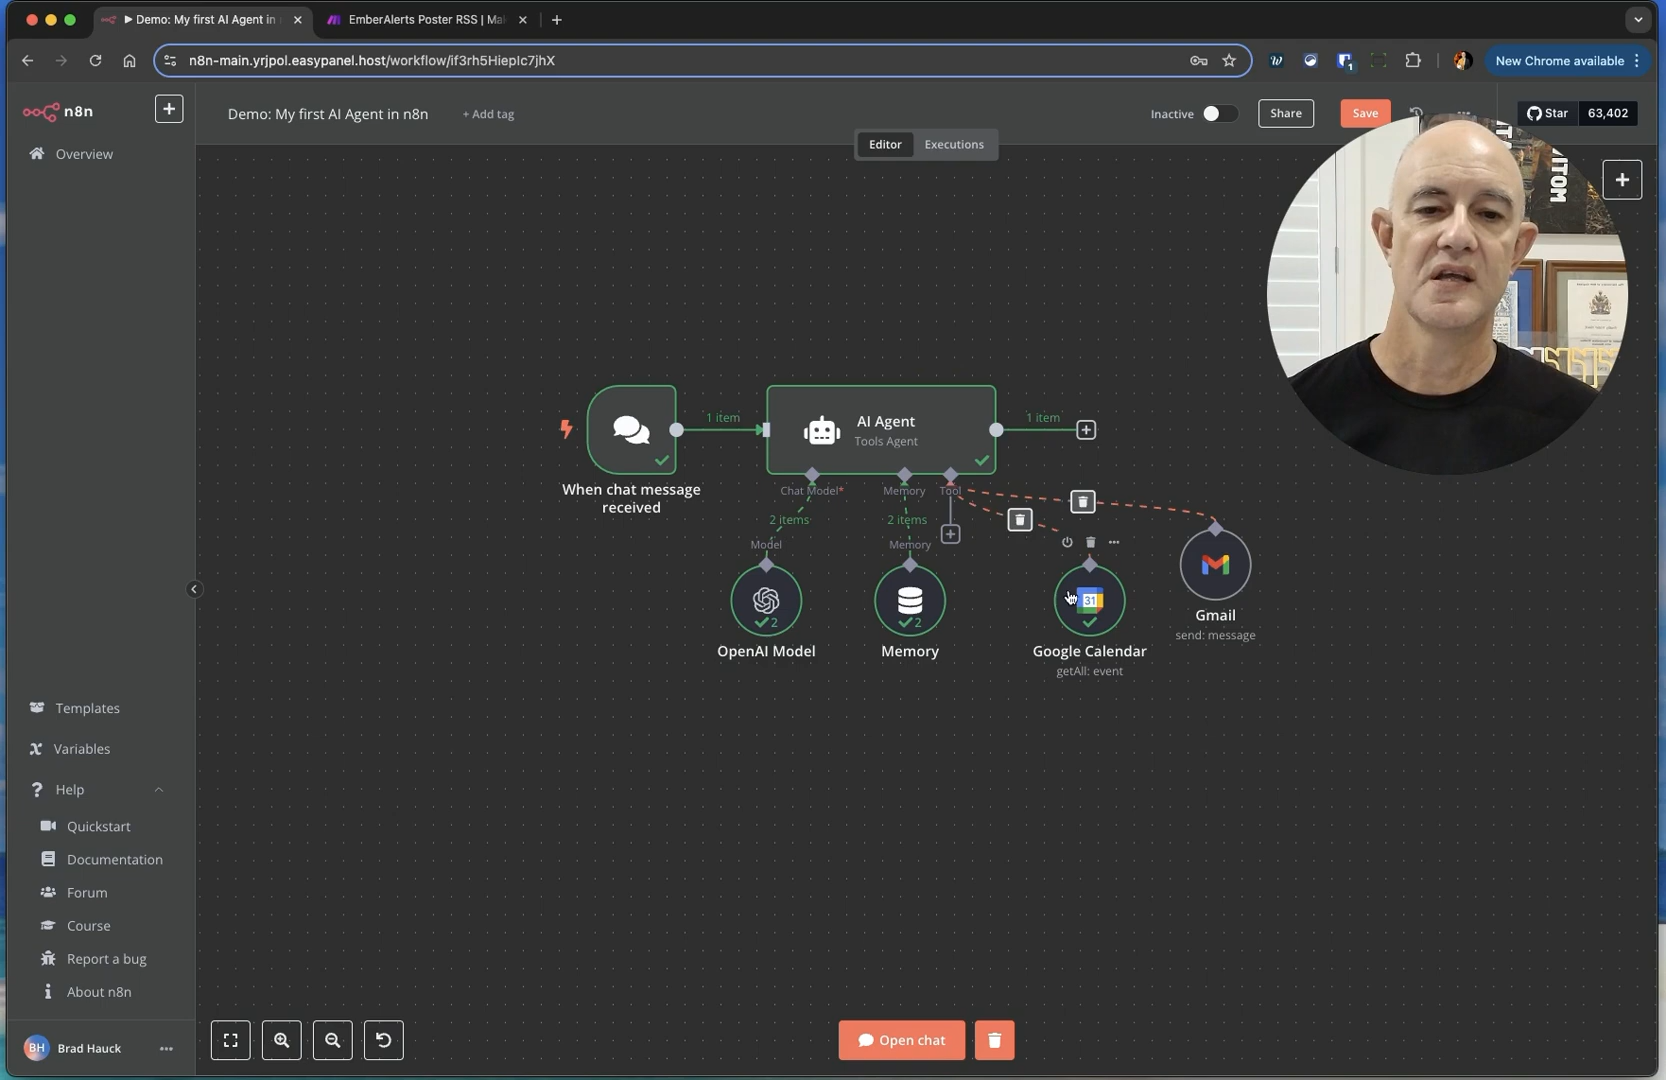 Demo: My first AI Agent in
EmberAlerts Poster RSS | Ma
n8n-main.yrjpol.easypanel.host/workflow/if3rh5HiepIc7jhX
1
New Chrome available
n8n
Demo: My first AI Agent in n8n
+ Add tag
Inactive
Share
Save
Star
63,402
Editor
Executions
Overview
1 item
AI Agent
Tools Agent
1 item
When chat message
received
Chat Model*
Memory
Tool
2 items
2 items
Model
Memory
31
2
2
OpenAI Model
Memory
Google Calendar
getAll: event
Gmail
send: message
Templates
Variables
Help
Quickstart
Documentation
Forum
Course
Report a bug
About n8n
BH
Brad Hauck
Open chat